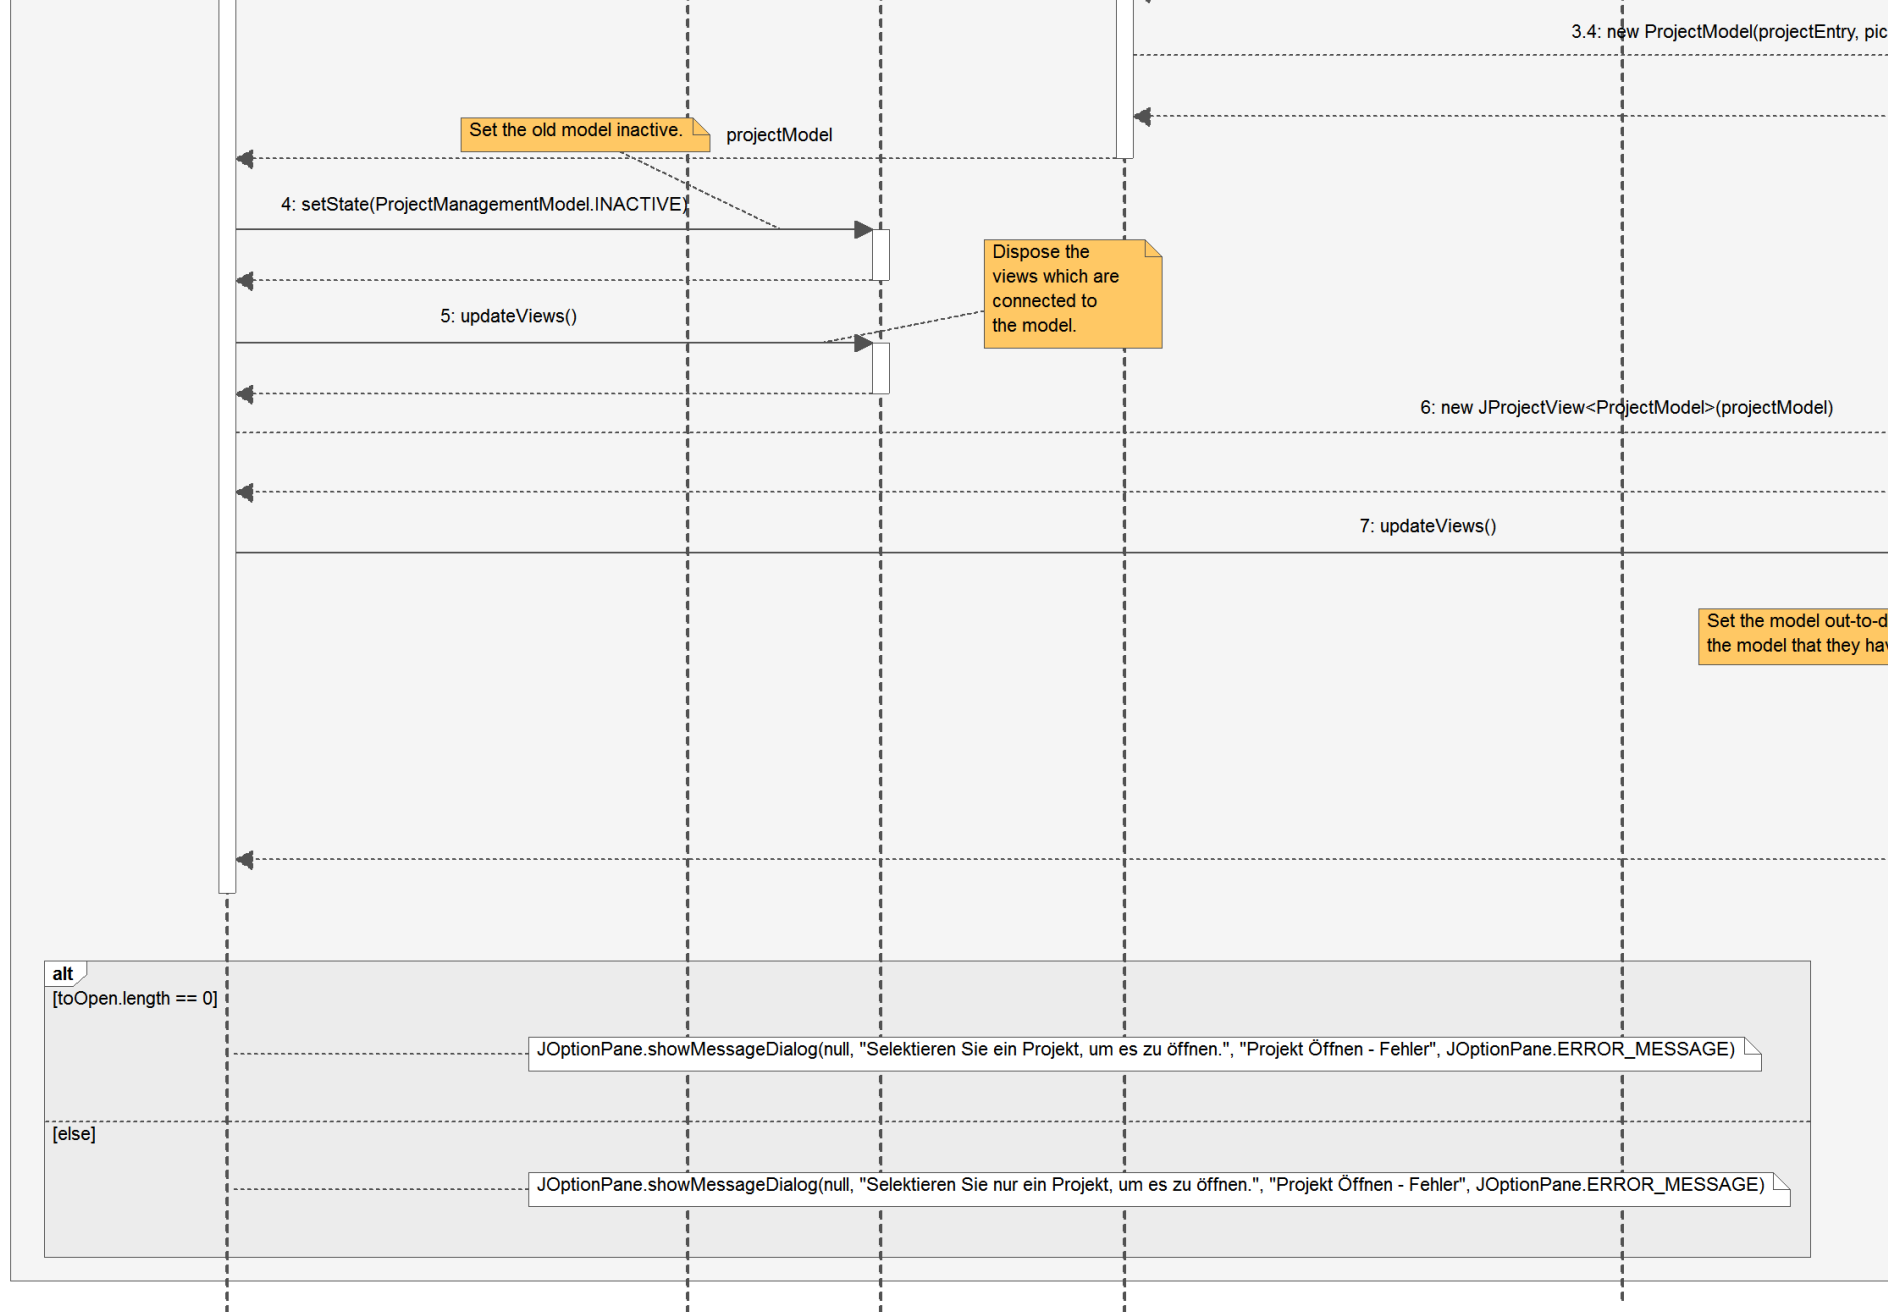 3.4: new ProjectModel(projectEntry, pic
Set the old model inactive.
projectModel
4: setState(ProjectManagementModel.INACTIVE)
Dispose the
views which are
connected to
the model.
5: updateViews()
6: new JProjectView<ProjectModel>(projectModel)
7: updateViews()
Set the model out-to-d
the model that they hav
alt
[toOpen.length == 0]
JOptionPane.showMessageDialog(null, "Selektieren Sie ein Projekt, um es zu öffnen.", "Projekt Öffnen - Fehler", JOptionPane.ERROR_MESSAGE)
[else]
JOptionPane.showMessageDialog(null, "Selektieren Sie nur ein Projekt, um es zu öffnen.", "Projekt Öffnen - Fehler", JOptionPane.ERROR_MESSAGE)